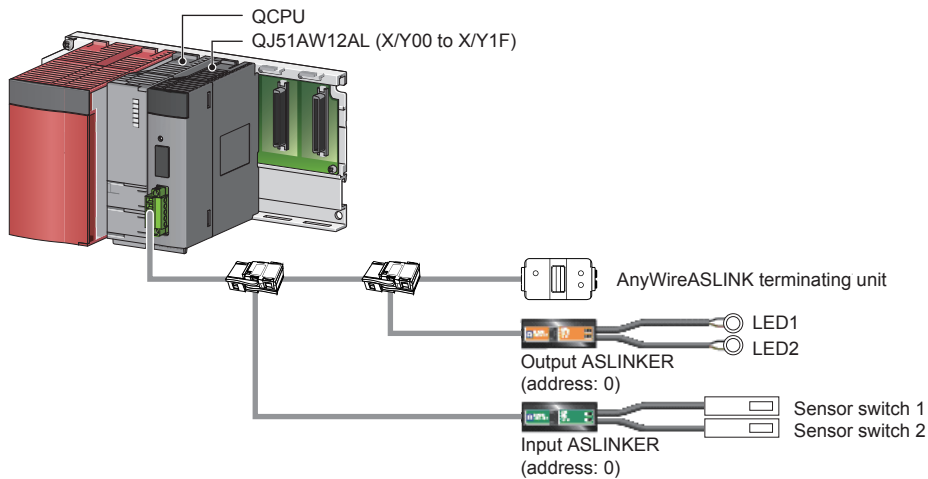 QCPU
QJ51AW12AL (X/Y00 to X/Y1F)
AnyWireASLINK terminating unit
LED1
LED2
Output ASLINKER
(address: 0)
Sensor switch 1
Sensor switch 2
Input ASLINKER
(address: 0)